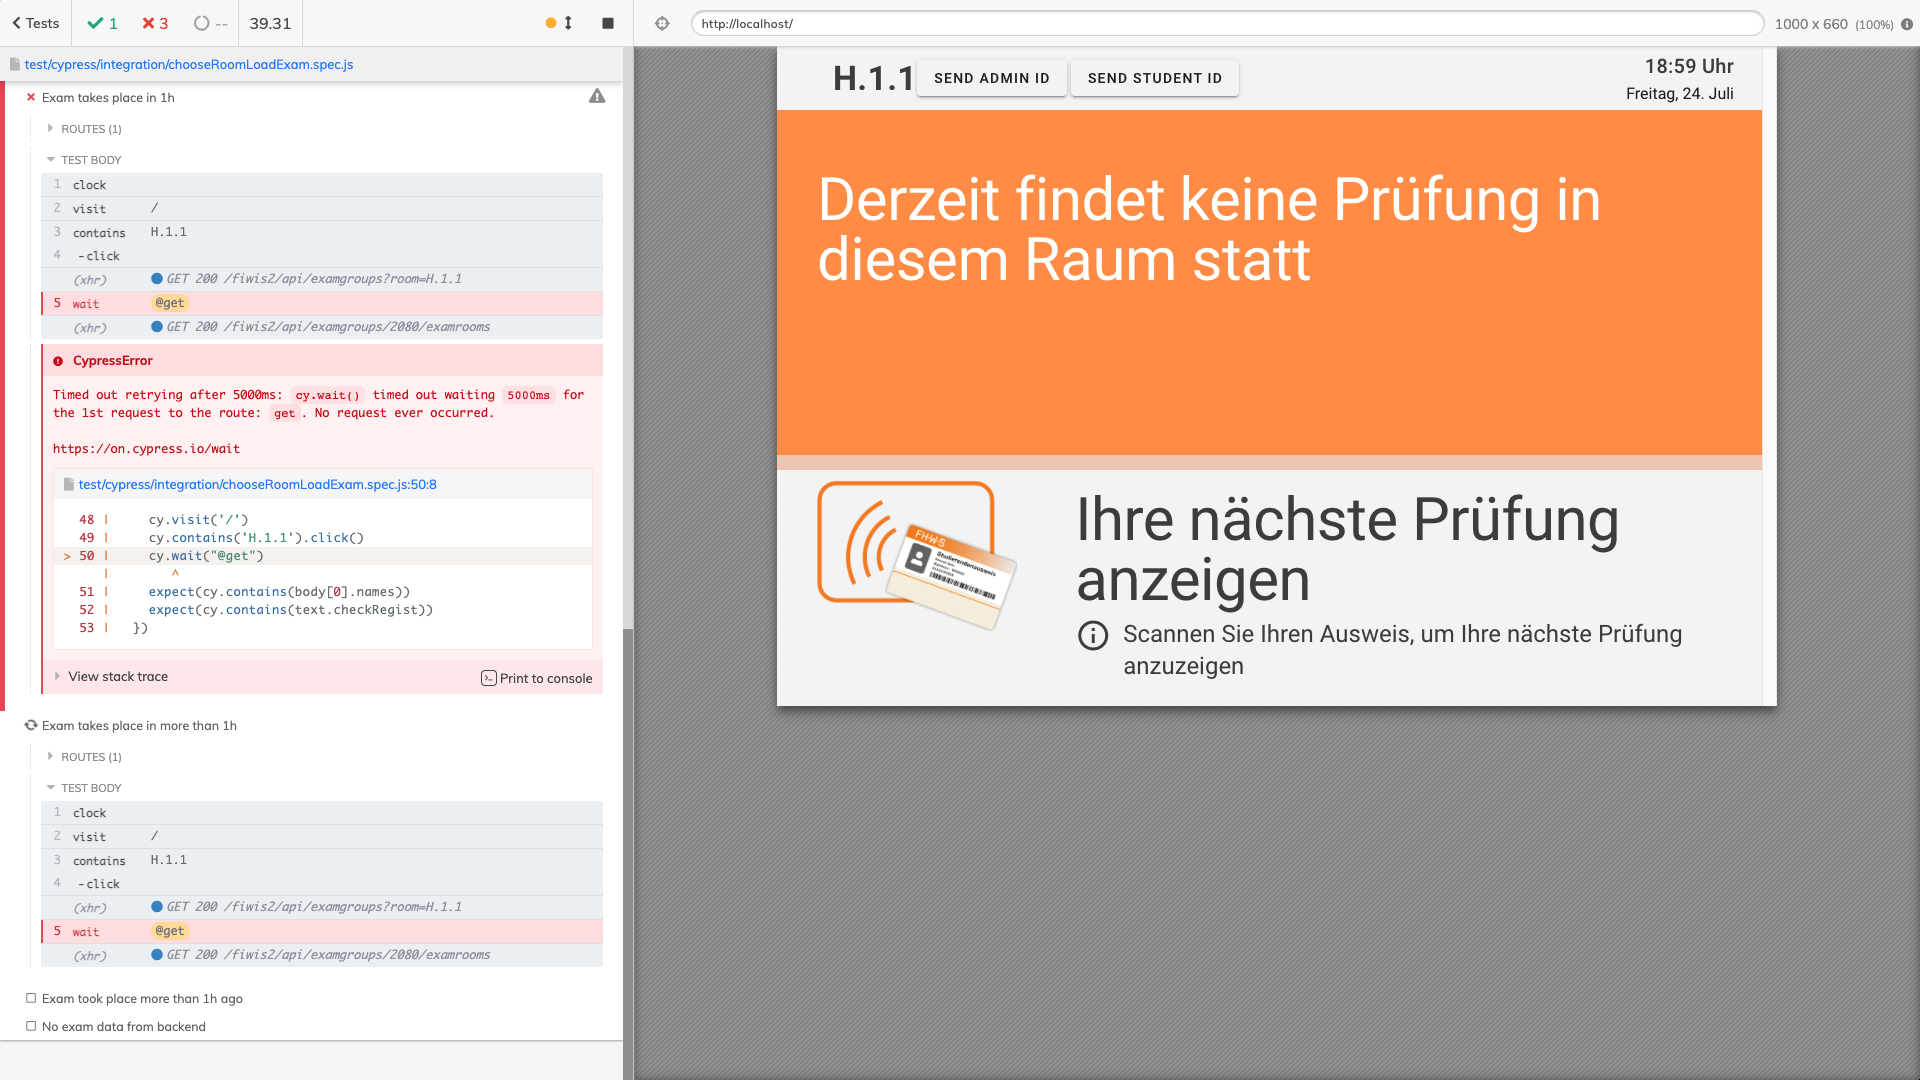 Tests
1
3
--
39.31
http://localhost/
1000 x 660 (100%)
test/cypress/integration/chooseRoomLoadExam.spec.js
Exam takes place in 1h
ROUTES (1)
TEST BODY
1 clock
2 visit /
3 contains H.1.1
4 -click
(xhr) GET 200 /fiwis2/api/examgroups?room=H.1.1
5 wait @get
(xhr) GET 200 /fiwis2/api/examgroups/2080/examrooms
CypressError
Timed out retrying after 5000ms: cy.wait() timed out waiting 5000ms for
the 1st request to the route: get. No request ever occurred.
https://on.cypress.io/wait
test/cypress/integration/chooseRoomLoadExam.spec.js:50:8
48 | cy.visit('/')
49 | cy.contains('H.1.1').click()
> 50 | cy.wait("@get")
| ^
51 | expect(cy.contains(body[0].names))
52 | expect(cy.contains(text.checkRegist))
53 | })
View stack trace
Print to console
Exam takes place in more than 1h
ROUTES (1)
TEST BODY
1 clock
2 visit /
3 contains H.1.1
4 -click
(xhr) GET 200 /fiwis2/api/examgroups?room=H.1.1
5 wait @get
(xhr) GET 200 /fiwis2/api/examgroups/2080/examrooms
Exam took place more than 1h ago
No exam data from backend
H.1.1
SEND ADMIN ID
SEND STUDENT ID
18:59 Uhr
Freitag, 24. Juli
Derzeit findet keine Prüfung in
diesem Raum statt
FH-W-S
Studierendenausweis
Ihre nächste Prüfung
anzeigen
Scannen Sie Ihren Ausweis, um Ihre nächste Prüfung
anzuzeigen